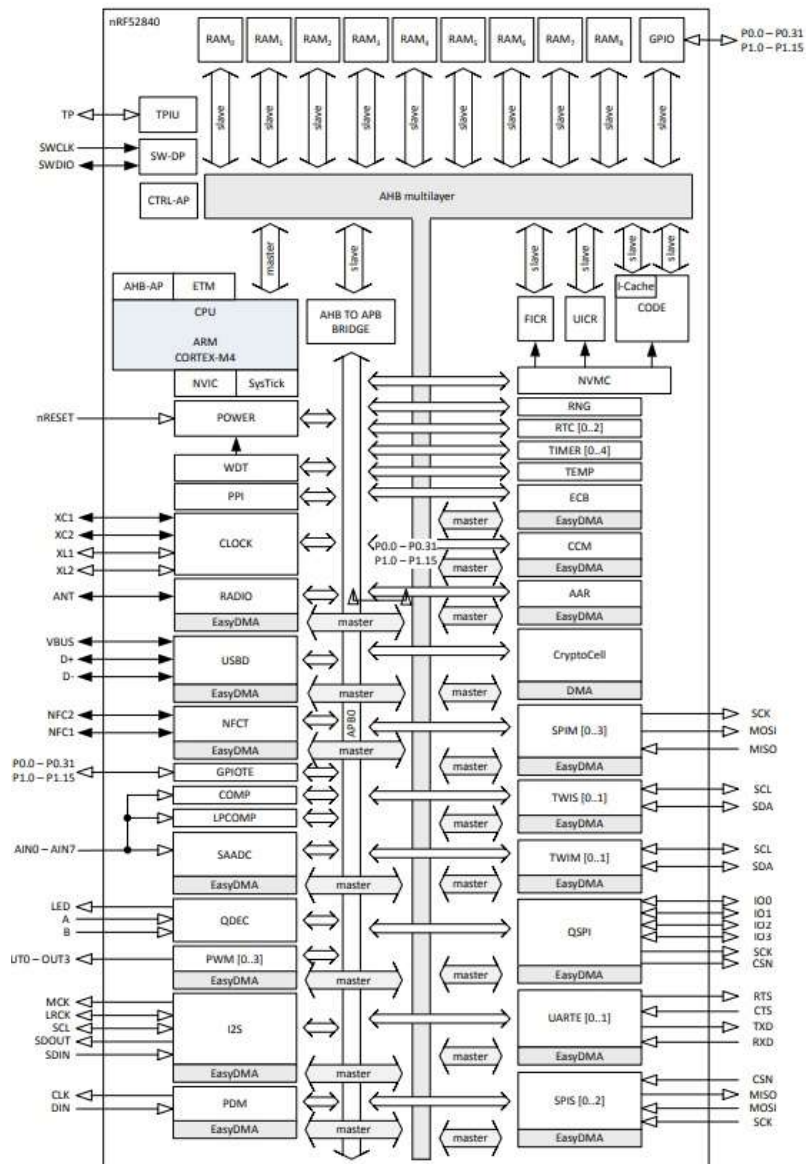 nRF52840
RAM0 RAM1 RAM2 RAM3 RAM4 RAM5 RAM6 RAM7 RAM8 GPIO
P0.0 – P0.31
P1.0 – P1.15
slave slave slave slave slave slave slave slave slave slave
TP
TPIU
SWCLK
SWDIO
SW-DP
CTRL-AP
AHB multilayer
master
slave
slave
slave
slave
slave
AHB-AP
ETM
CPU
ARM
CORTEX-M4
NVIC
SysTick
AHB TO APB
BRIDGE
FICR
UICR
I-Cache
CODE
NVMC
nRESET
POWER
RNG
RTC [0..2]
TIMER [0..4]
WDT
TEMP
PPI
ECB
EasyDMA
master
XC1
XC2
XL1
XL2
CLOCK
P0.0 – P0.31
P1.0 – P1.15
CCM
EasyDMA
master
ANT
RADIO
EasyDMA
master
AAR
EasyDMA
master
VBUS
D+
D-
USBD
EasyDMA
master
CryptoCell
DMA
master
APB0
NFC2
NFC1
NFCT
EasyDMA
master
SPIM [0..3]
EasyDMA
master
SCK
MOSI
MISO
P0.0 – P0.31
P1.0 – P1.15
GPIOTE
COMP
LPCOMP
TWIS [0..1]
EasyDMA
master
SCL
SDA
AIN0 – AIN7
SAADC
EasyDMA
master
TWIM [0..1]
EasyDMA
master
SCL
SDA
LED
A
B
QDEC
QSPI
EasyDMA
master
IO0
IO1
IO2
IO3
SCK
CSN
UT0 – OUT3
PWM [0..3]
EasyDMA
master
MCK
LRCK
SCL
SDOUT
SDIN
I2S
EasyDMA
master
UARTE [0..1]
EasyDMA
master
RTS
CTS
TXD
RXD
CLK
DIN
PDM
EasyDMA
master
SPIS [0..2]
EasyDMA
master
CSN
MISO
MOSI
SCK